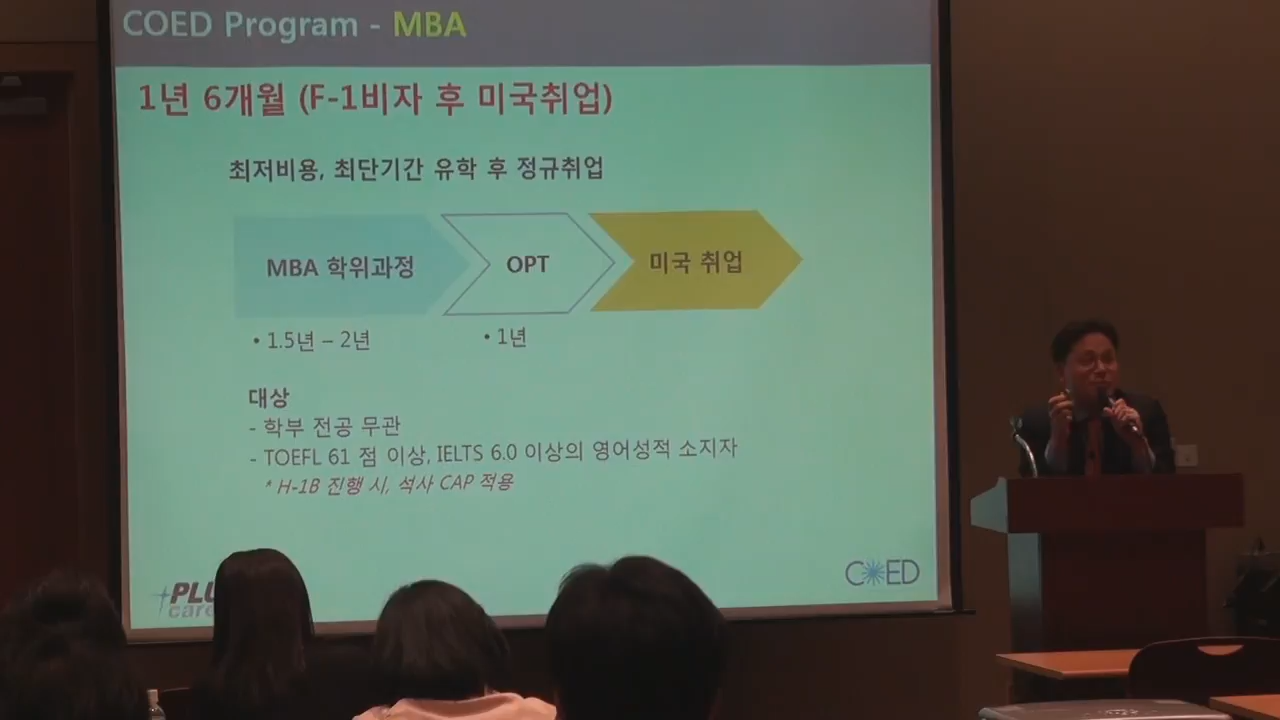 COED Program - MBA
1년 6개월 (F-1비자 후 미국취업)
최저비용, 최단기간 유학 후 정규취업
MBA 학위과정
OPT
미국 취업
• 1.5년 – 2년
• 1년
대상
- 학부 전공 무관
- TOEFL 61 점 이상, IELTS 6.0 이상의 영어성적 소지자
* H-1B 진행 시, 석사 CAP 적용
COED